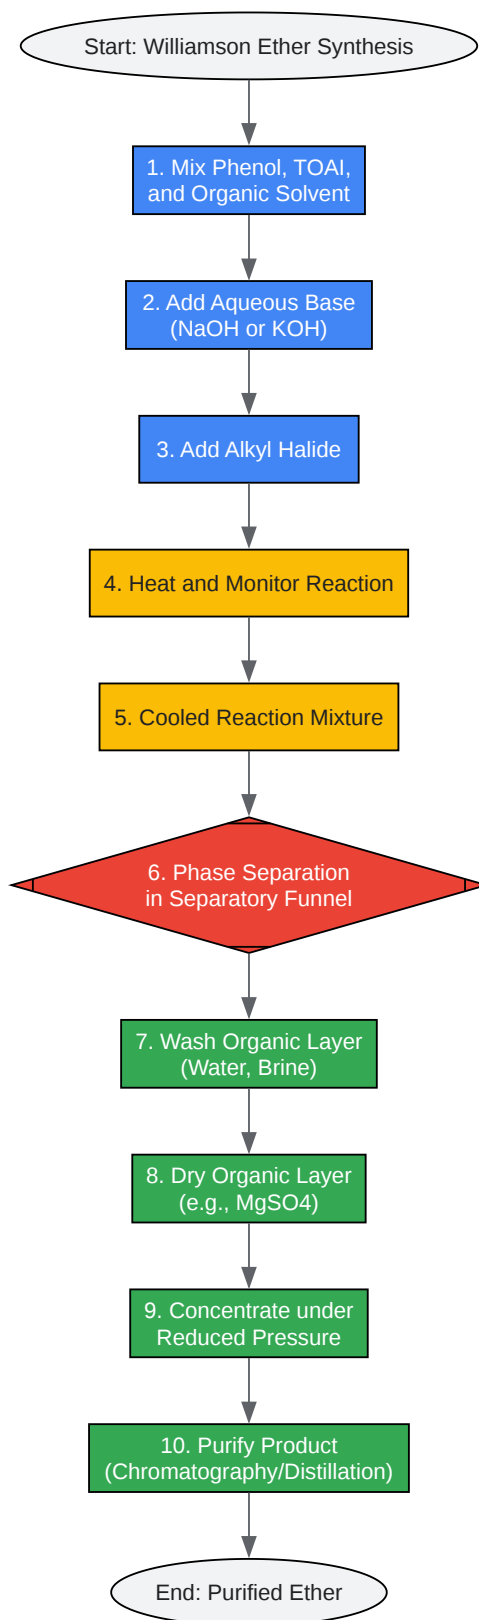 Start: Williamson Ether Synthesis
1. Mix Phenol, TOAI,
and Organic Solvent
2. Add Aqueous Base
(NaOH or KOH)
3. Add Alkyl Halide
4. Heat and Monitor Reaction
5. Cooled Reaction Mixture
6. Phase Separation
in Separatory Funnel
7. Wash Organic Layer
(Water, Brine)
8. Dry Organic Layer
(e.g., MgSO4)
9. Concentrate under
Reduced Pressure
10. Purify Product
(Chromatography/Distillation)
End: Purified Ether